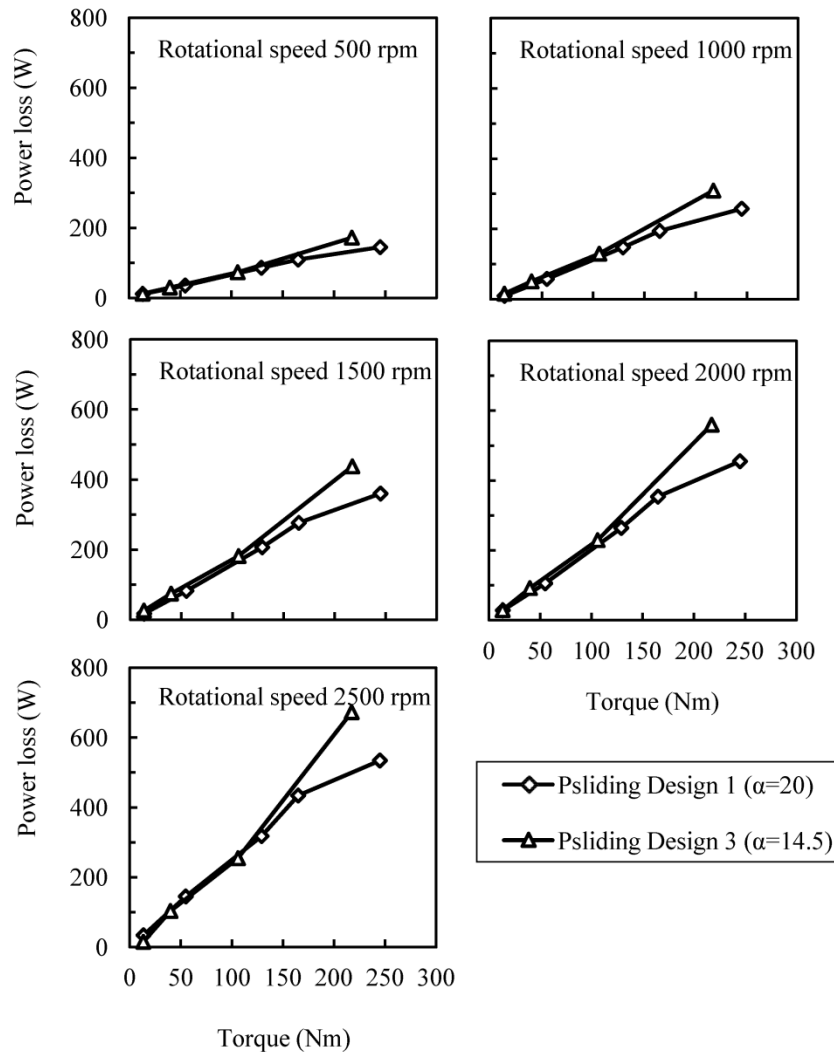 800
600
400
200
0
Power loss (W)
Rotational speed 500 rpm
Rotational speed 1000 rpm
800
600
400
200
0
Power loss (W)
Rotational speed 1500 rpm
Rotational speed 2000 rpm
0 50 100 150 200 250 300
Torque (Nm)
800
600
400
200
0
Power loss (W)
Rotational speed 2500 rpm
0 50 100 150 200 250 300
Torque (Nm)
Psliding Design 1 (α=20)
Psliding Design 3 (α=14.5)